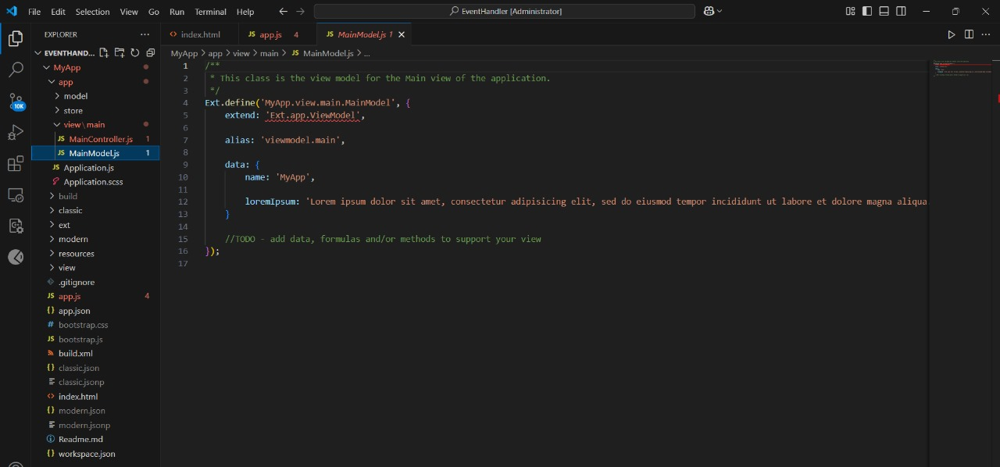 File Edit Selection View Go Run Terminal Help
EventHandler [Administrator]
EXPLORER
EVENTHAND...
MyApp
app
model
store
view \ main
JS MainController.js 1
JS MainModel.js 1
JS Application.js
Application.scss
build
classic
ext
modern
resources
view
.gitignore
JS app.js 4
{} app.json
# bootstrap.css
JS bootstrap.js
build.xml
{} classic.json
classic.jsonp
<> index.html
{} modern.json
modern.jsonp
Readme.md
{} workspace.json
10K
<> index.html
JS app.js 4
JS MainModel.js 1
MyApp > app > view > main > JS MainModel.js > ...
1 /**
2 * This class is the view model for the Main view of the application.
3 */
4 Ext.define('MyApp.view.main.MainModel', {
5 extend: 'Ext.app.ViewModel',
6
7 alias: 'viewmodel.main',
8
9 data: {
10 name: 'MyApp',
11
12 loremIpsum: 'Lorem ipsum dolor sit amet, consectetur adipisicing elit, sed do eiusmod tempor incididunt ut labore et dolore magna aliqua
13 }
14
15 //TODO - add data, formulas and/or methods to support your view
16 });
17